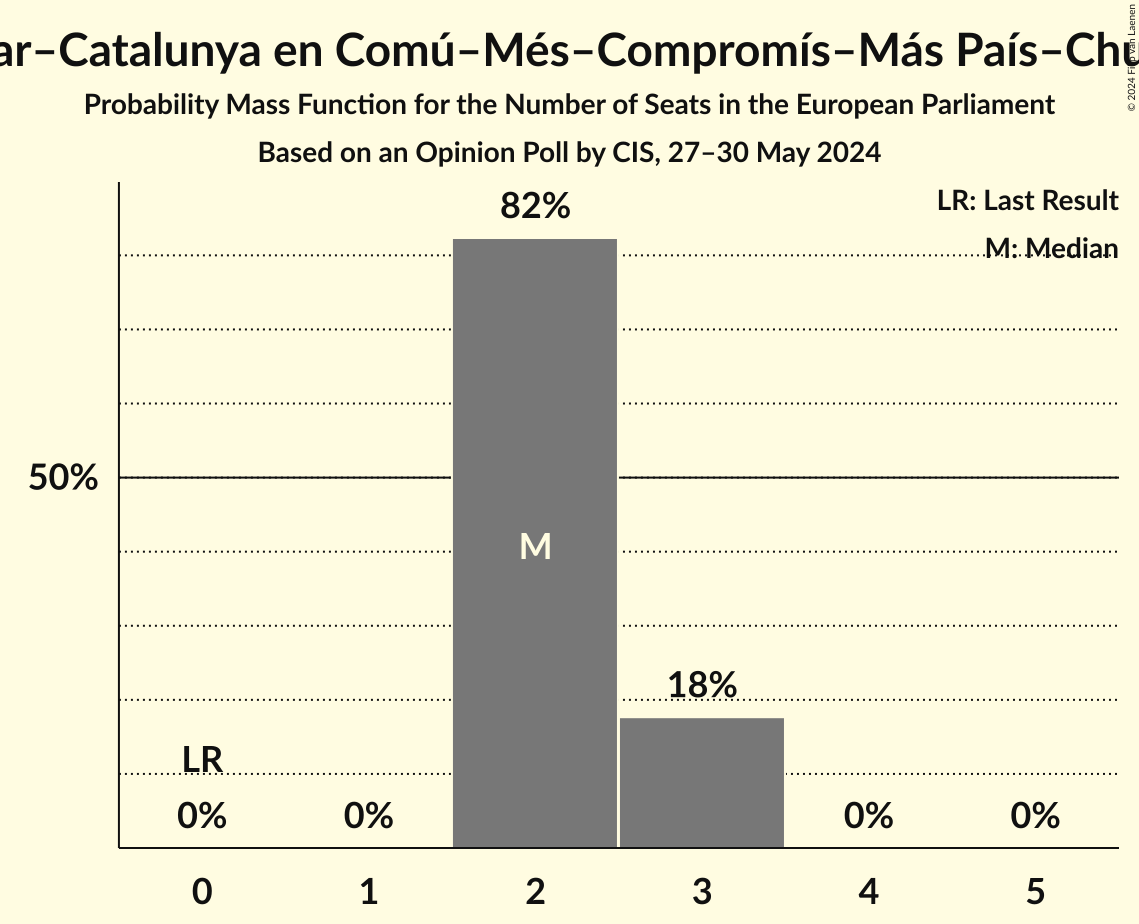 ar–Catalunya en Comú–Més–Compromís–Más País–Chu
Probability Mass Function for the Number of Seats in the European Parliament
Based on an Opinion Poll by CIS, 27–30 May 2024
© 2024 Filip van Laenen
LR: Last Result
M: Median
82%
50%
M
18%
LR
0%
0%
0%
0%
0
1
2
3
4
5